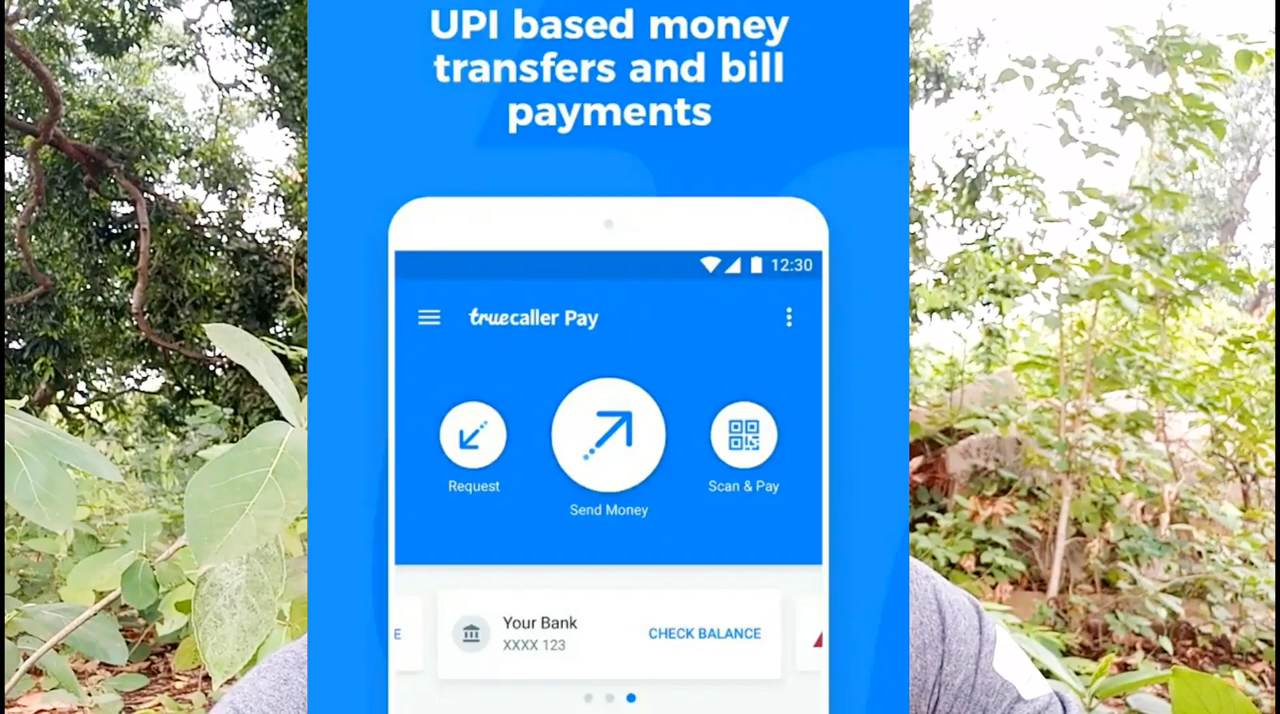 UPI based money
transfers and bill
payments
12:30
truecaller Pay
Request
Send Money
Scan & Pay
E
Your Bank
XXXX 123
CHECK BALANCE